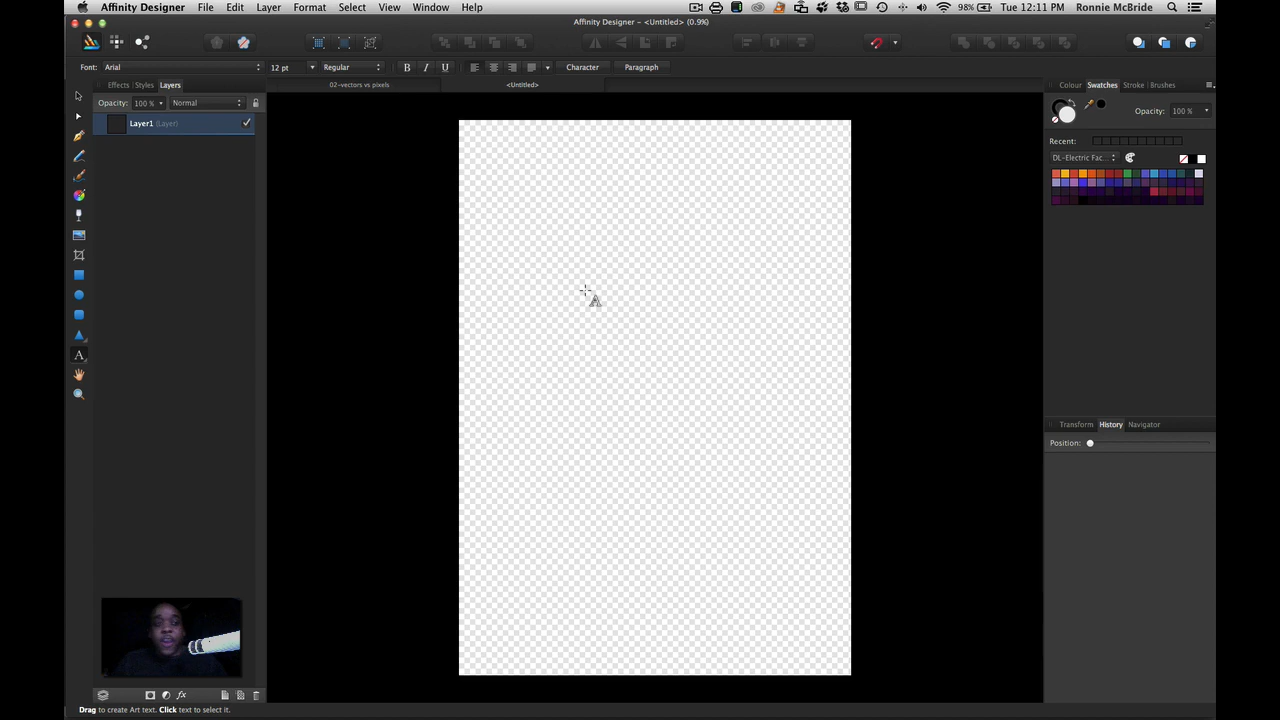 Affinity Designer File Edit Layer Format Select View Window Help 98% Tue 12:11 PM Ronnie McBride
Affinity Designer - <Untitled> (0.9%)
Font: Arial 12 pt Regular B I U Character Paragraph
Effects Styles Layers 02-vectors vs pixels <Untitled> Colour Swatches Stroke Brushes
Opacity: 100 % Normal Opacity: 100 %
Layer1 (Layer)
Recent:
DL-Electric Fac...
A
A
Transform History Navigator
Position:
fx
Drag to create Art text. Click text to select it.